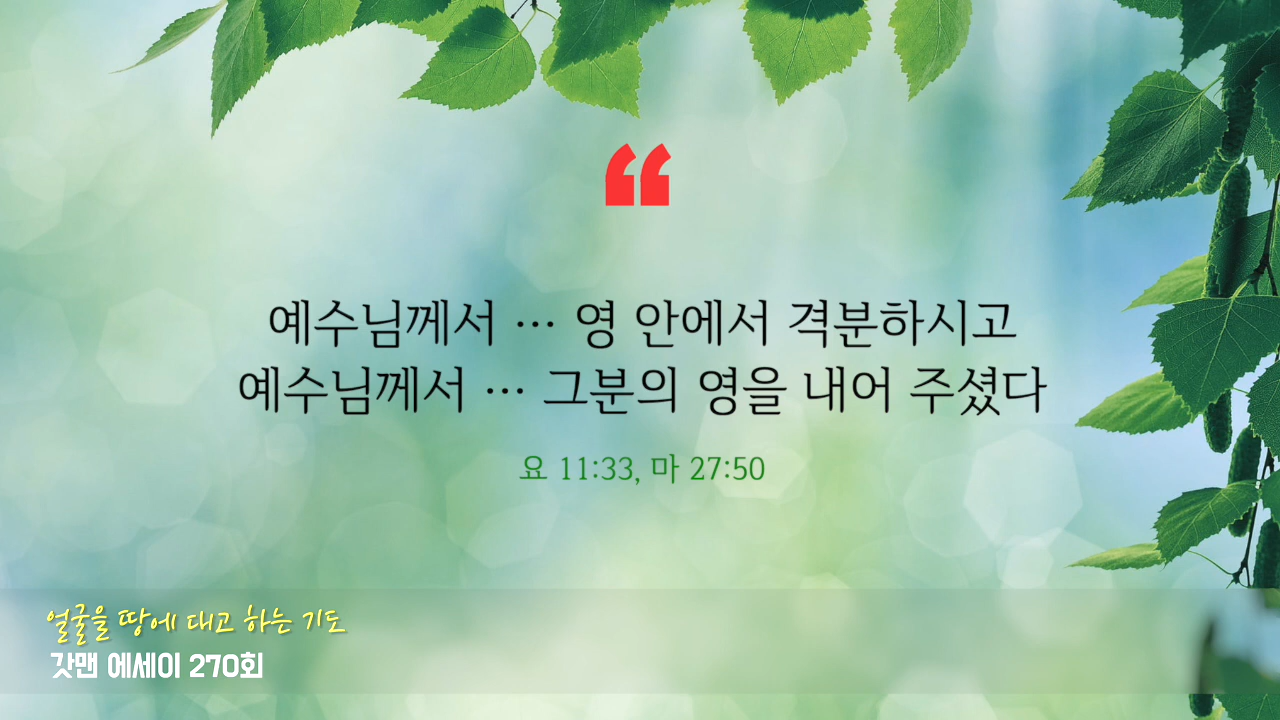 ❝
예수님께서 … 영 안에서 격분하시고
예수님께서 … 그분의 영을 내어 주셨다
요 11:33, 마 27:50
얼굴을 땅에 대고 하는 기도
갓맨 에세이 270회